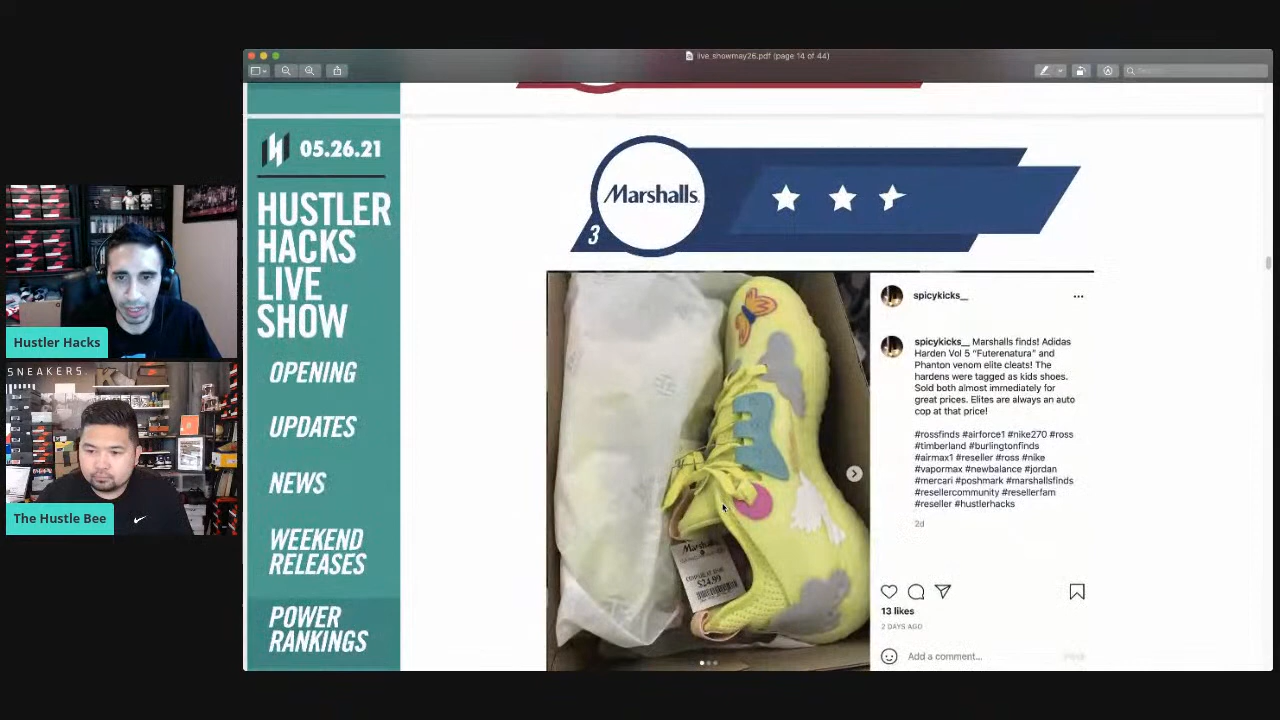 live_showmay26.pdf (page 14 of 44)
05.26.21
HUSTLER
HACKS
LIVE
SHOW
OPENING
UPDATES
NEWS
WEEKEND
RELEASES
POWER
RANKINGS
Marshalls.
3
spicykicks__
spicykicks__ Marshalls finds! Adidas
Harden Vol 5 “Futerenatura” and
Phanton venom elite cleats! The
hardens were tagged as kids shoes.
Sold both almost immediately for
great prices. Elites are always an auto
cop at that price!
#rossfinds #airforce1 #nike270 #ross
#timberland #burlingtonfinds
#airmax1 #reseller #ross #nike
#vapormax #newbalance #jordan
#mercari #poshmark #marshallsfinds
#resellercommunity #resellerfam
#reseller #hustlerhacks
2d
13 likes
2 DAYS AGO
Add a comment...
Marshalls
$24.99
Hustler Hacks
SNEAKERS.
The Hustle Bee